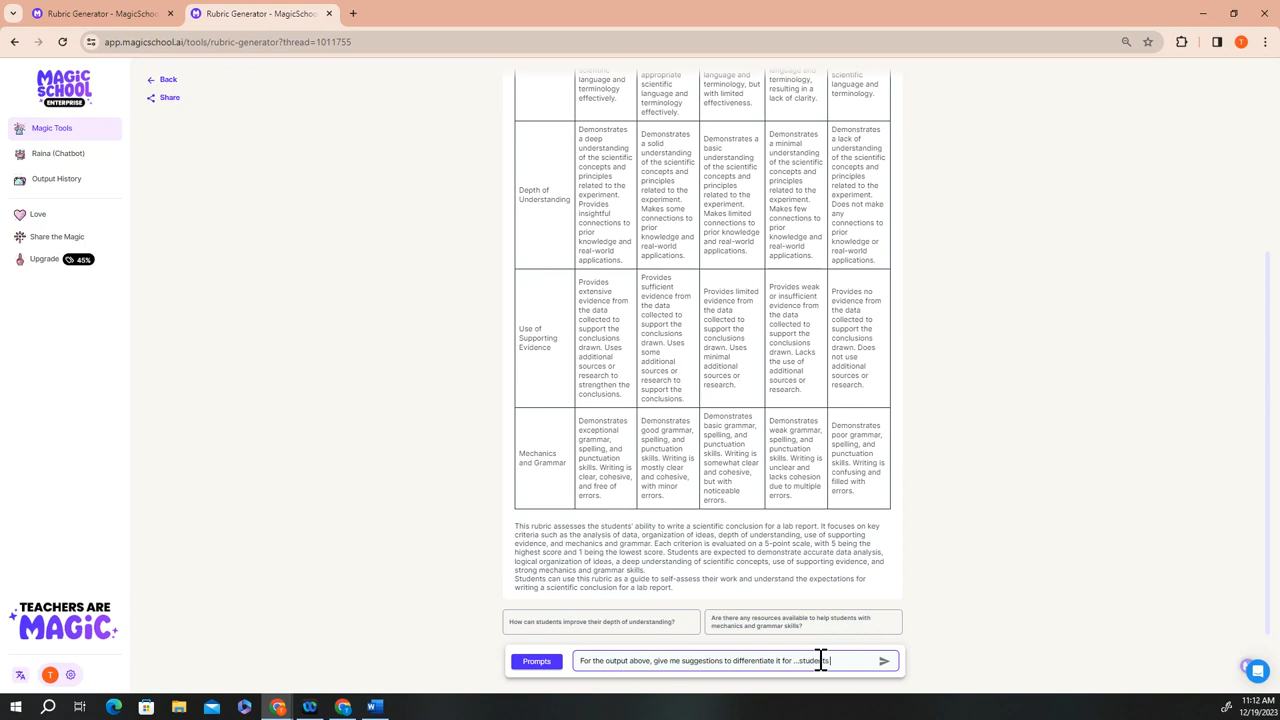 Rubric Generator - MagicSchoo
Rubric Generator - MagicSchoo
app.magicschool.ai/tools/rubric-generator?thread=1011755
MAGIC
SCHOOL
ENTERPRISE
Magic Tools
Raina (Chatbot)
Output History
Love
Share the Magic
Upgrade 45%
TEACHERS ARE
MAGIC
T
Back
Share
scientific
language and
terminology
effectively.
appropriate
scientific
language and
terminology
effectively.
language and
terminology, but
with limited
effectiveness.
language and
terminology,
resulting in a
lack of clarity.
scientific
language and
terminology.
Depth of
Understanding
Demonstrates
a deep
understanding
of the scientific
concepts and
principles
related to the
experiment.
Provides
insightful
connections to
prior
knowledge and
real-world
applications.
Demonstrates
a solid
understanding
of the scientific
concepts and
principles
related to the
experiment.
Makes some
connections to
prior
knowledge and
real-world
applications.
Demonstrates a
basic
understanding
of the scientific
concepts and
principles
related to the
experiment.
Makes limited
connections to
prior knowledge
and real-world
applications.
Demonstrates
a minimal
understanding
of the scientific
concepts and
principles
related to the
experiment.
Makes few
connections to
prior
knowledge and
real-world
applications.
Demonstrates
a lack of
understanding
of the scientific
concepts and
principles
related to the
experiment.
Does not make
any
connections to
prior
knowledge or
real-world
applications.
Use of
Supporting
Evidence
Provides
extensive
evidence from
the data
collected to
support the
conclusions
drawn. Uses
additional
sources or
research to
strengthen the
conclusions.
Provides
sufficient
evidence from
the data
collected to
support the
conclusions
drawn. Uses
some
additional
sources or
research to
support the
conclusions.
Provides limited
evidence from
the data
collected to
support the
conclusions
drawn. Uses
minimal
additional
sources or
research.
Provides weak
or insufficient
evidence from
the data
collected to
support the
conclusions
drawn. Lacks
the use of
additional
sources or
research.
Provides no
evidence from
the data
collected to
support the
conclusions
drawn. Does
not use
additional
sources or
research.
Mechanics
and Grammar
Demonstrates
exceptional
grammar,
spelling, and
punctuation
skills. Writing is
clear, cohesive,
and free of
errors.
Demonstrates
good grammar,
spelling, and
punctuation
skills. Writing is
mostly clear
and cohesive,
with minor
errors.
Demonstrates
basic grammar,
spelling, and
punctuation
skills. Writing is
somewhat clear
and cohesive,
but with
noticeable
errors.
Demonstrates
weak grammar,
spelling, and
punctuation
skills. Writing is
unclear and
lacks cohesion
due to multiple
errors.
Demonstrates
poor grammar,
spelling, and
punctuation
skills. Writing is
confusing and
filled with
errors.
This rubric assesses the students' ability to write a scientific conclusion for a lab report. It focuses on key
criteria such as the analysis of data, organization of ideas, depth of understanding, use of supporting
evidence, and mechanics and grammar. Each criterion is evaluated on a 5-point scale, with 5 being the
highest score and 1 being the lowest score. Students are expected to demonstrate accurate data analysis,
logical organization of ideas, a deep understanding of scientific concepts, use of supporting evidence, and
strong mechanics and grammar skills.
Students can use this rubric as a guide to self-assess their work and understand the expectations for
writing a scientific conclusion for a lab report.
How can students improve their depth of understanding?
Are there any resources available to help students with
mechanics and grammar skills?
Prompts
For the output above, give me suggestions to differentiate it for ...students
T
11:12 AM
12/19/2023